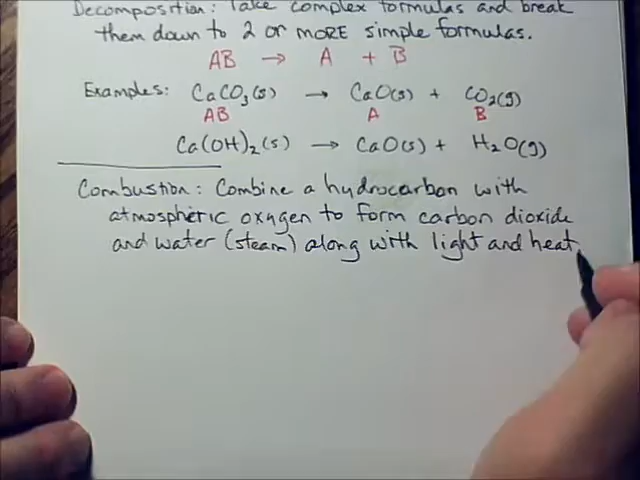 Decomposition: Take complex formulas and break
them down to 2 or MORE simple formulas.
AB → A + B
Examples: CaCO₃(s) → CaO(s) + CO₂(g)
AB A B
Ca(OH)₂(s) → CaO(s) + H₂O(g)
Combustion: Combine a hydrocarbon with
atmospheric oxygen to form carbon dioxide
and water (steam) along with light and heat